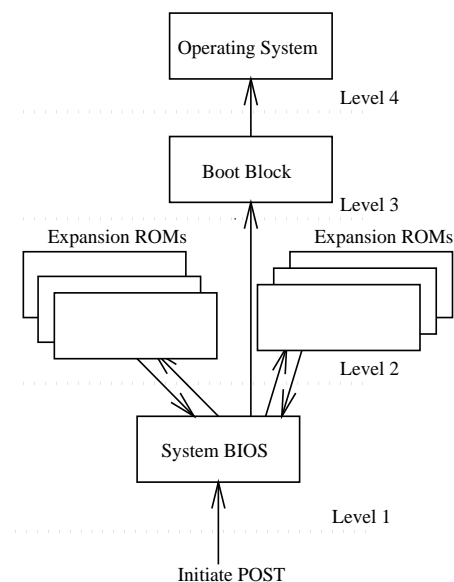 Operating System
Level 4
Boot Block
Level 3
Expansion ROMs
Expansion ROMs
Level 2
System BIOS
Level 1
Initiate POST